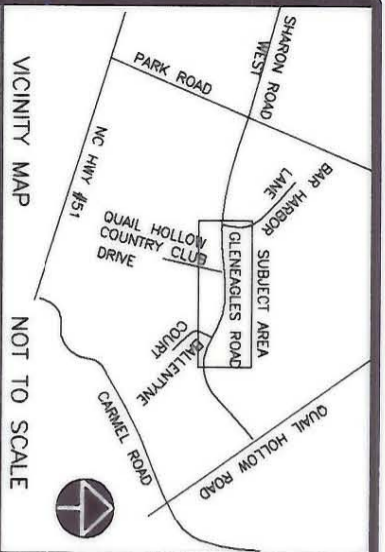 SHARON ROAD
WEST
PARK ROAD
BAR HARBOR
LANE
SUBJECT AREA
GLENEAGLES ROAD
QUAIL HOLLOW
COUNTRY CLUB
DRIVE
BALLENTYNE
COURT
QUAIL HOLLOW ROAD
NC HWY #51
CARMEL ROAD
VICINITY MAP
NOT TO SCALE